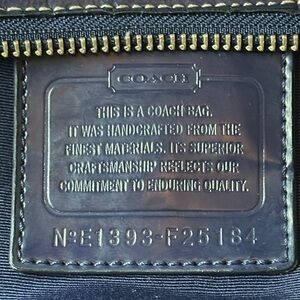 COACH
THIS IS A COACH BAG.
IT WAS HANDCRAFTED FROM THE
FINEST MATERIALS. ITS SUPERIOR
CRAFTSMANSHIP REFLECTS OUR
COMMITMENT TO ENDURING QUALITY.
Nº E1393-F25184